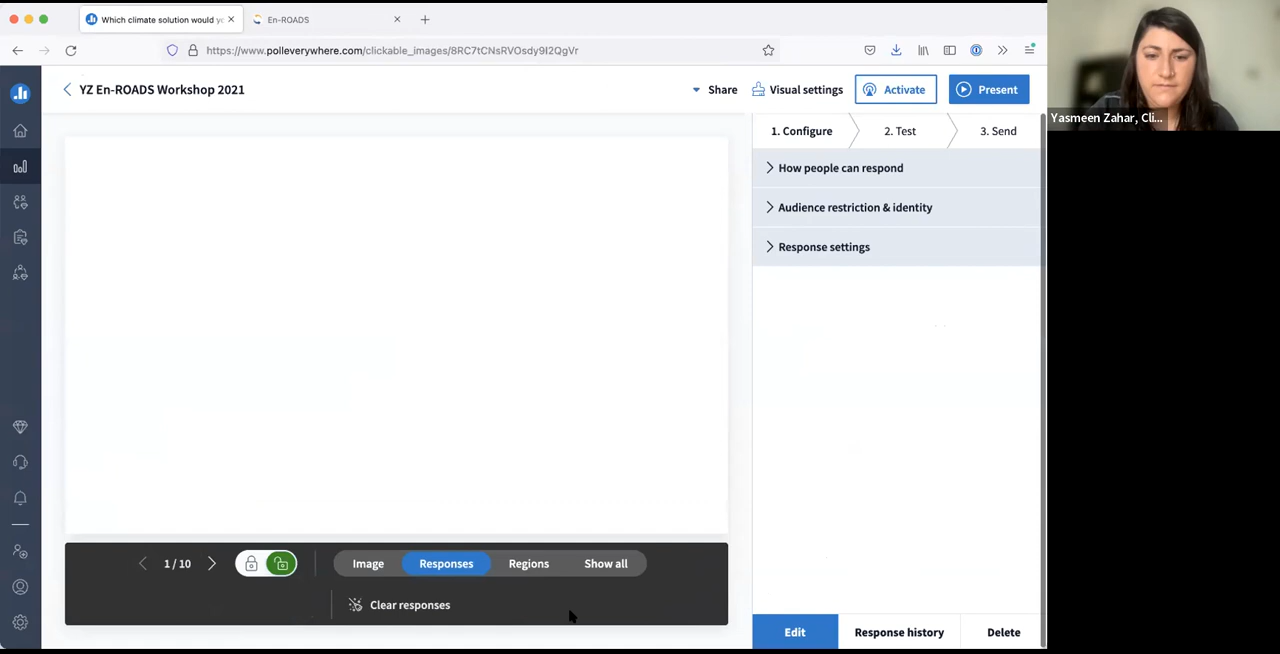 Which climate solution would yo
En-ROADS
https://www.polleverywhere.com/clickable_images/8RC7tCNsRVOsdy9I2QgVr
YZ En-ROADS Workshop 2021
Share
Visual settings
Activate
Present
Yasmeen Zahar, Cli...
1. Configure
2. Test
3. Send
How people can respond
Audience restriction & identity
Response settings
1 / 10
Image
Responses
Regions
Show all
Clear responses
Edit
Response history
Delete